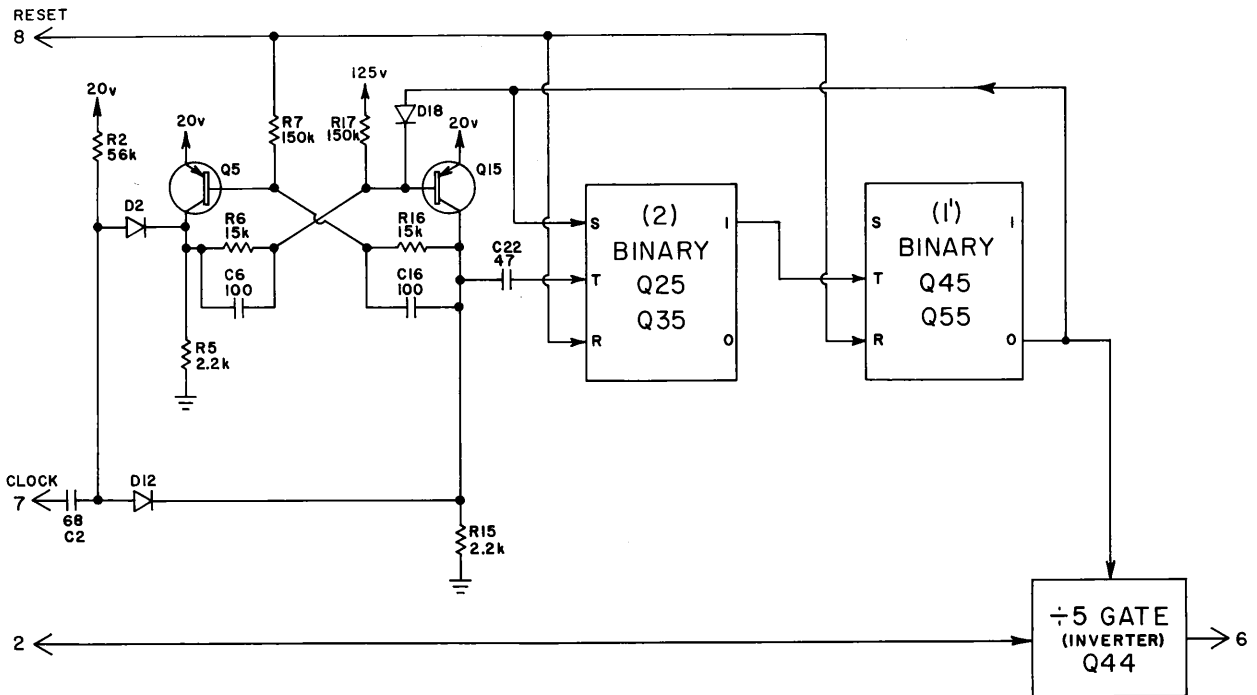 RESET
8
20v
R2
56k
20v
Q5
R7
150k
125v
R17
150k
D18
20v
Q15
D2
R6
15k
C6
100
R16
15k
C16
100
C22
47
R5
2.2k
S
T
R
(2)
BINARY
Q25
Q35
1
0
S
T
R
(1')
BINARY
Q45
Q55
1
0
CLOCK
7
68
C2
D12
R15
2.2k
2
÷5 GATE
(INVERTER)
Q44
6